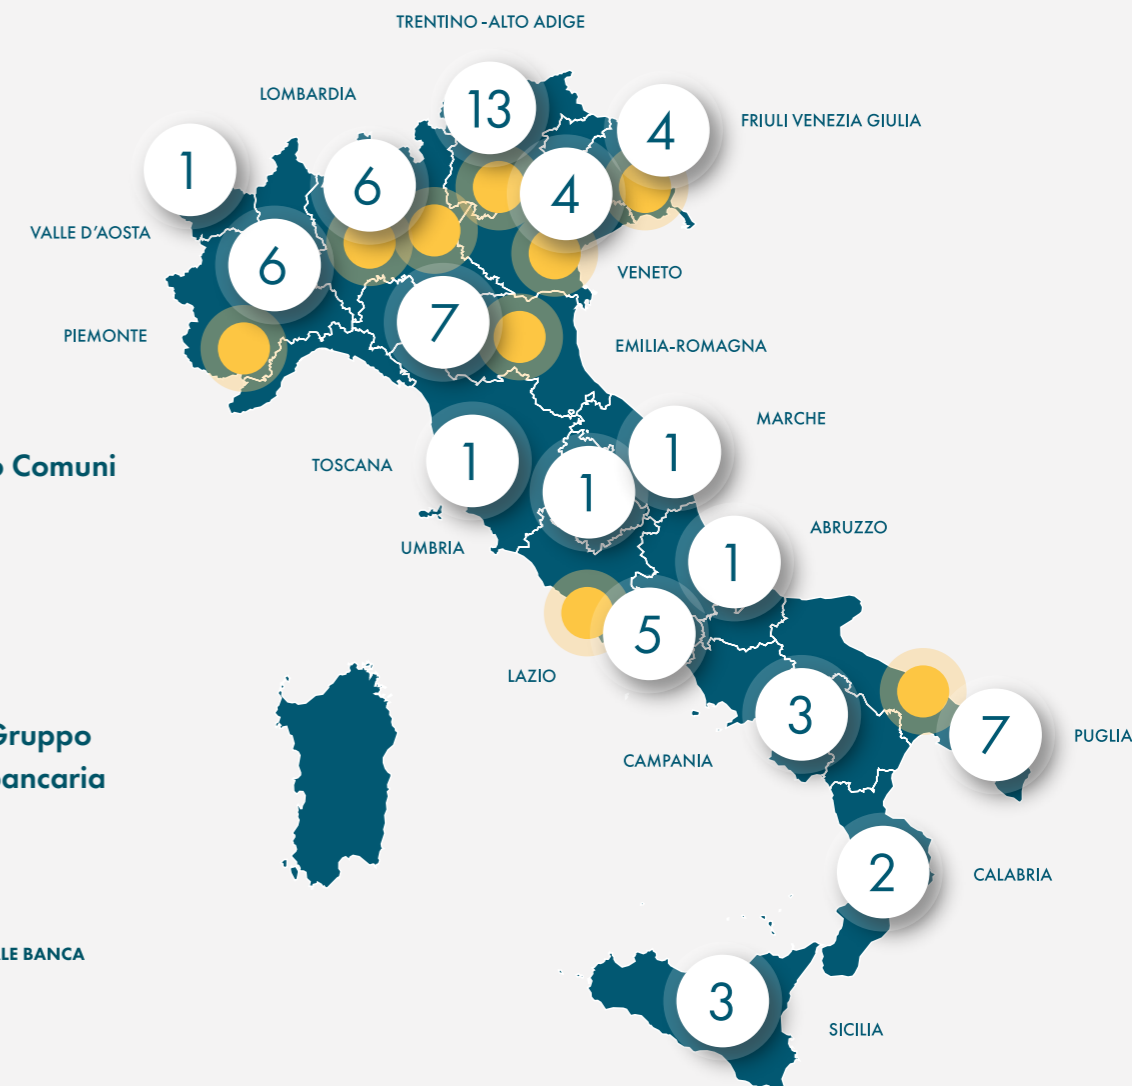 TRENTINO-ALTO ADIGE
LOMBARDIA
13
4
FRIULI VENEZIA GIULIA
1
6
4
VALLE D'AOSTA
6
VENETO
PIEMONTE
7
EMILIA-ROMAGNA
MARCHE
1
TOSCANA
1
Comuni
1
ABRUZZO
UMBRIA
1
5
LAZIO
3
Gruppo
7
PUGLIA
CAMPANIA
bancaria
2
CALABRIA
LE BANCA
3
SICILIA